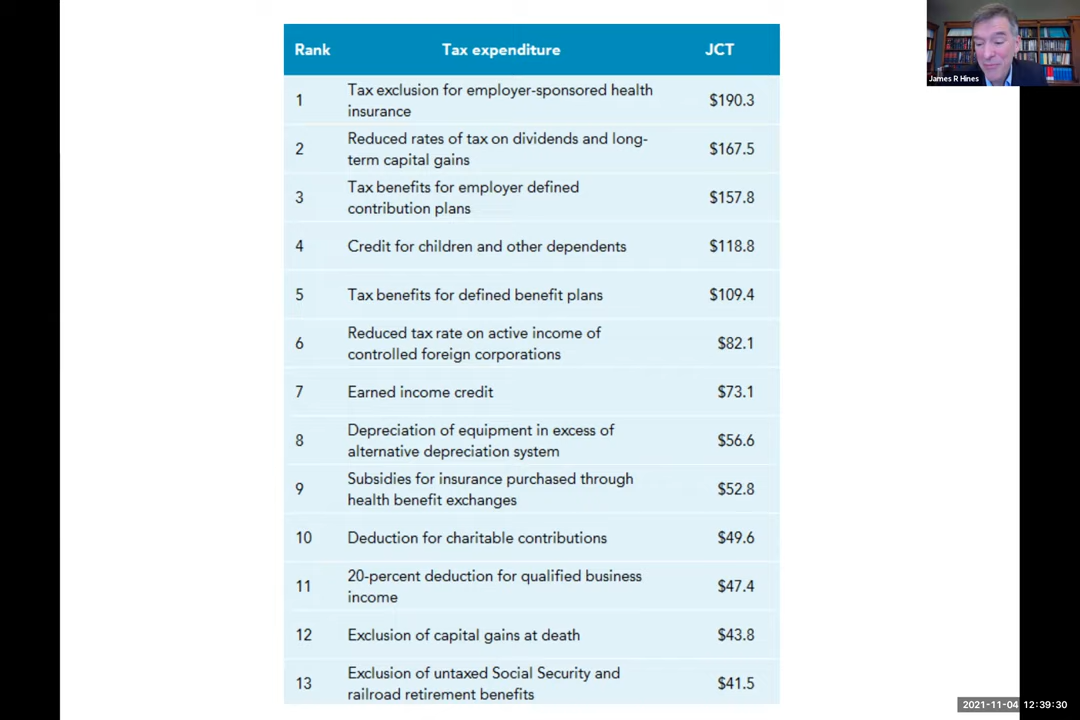 Rank Tax expenditure JCT
1 Tax exclusion for employer-sponsored health
insurance $190.3
2 Reduced rates of tax on dividends and long-
term capital gains $167.5
3 Tax benefits for employer defined
contribution plans $157.8
4 Credit for children and other dependents $118.8
5 Tax benefits for defined benefit plans $109.4
6 Reduced tax rate on active income of
controlled foreign corporations $82.1
7 Earned income credit $73.1
8 Depreciation of equipment in excess of
alternative depreciation system $56.6
9 Subsidies for insurance purchased through
health benefit exchanges $52.8
10 Deduction for charitable contributions $49.6
11 20-percent deduction for qualified business
income $47.4
12 Exclusion of capital gains at death $43.8
13 Exclusion of untaxed Social Security and
railroad retirement benefits $41.5
James R Hines
2021-11-04 12:39:30